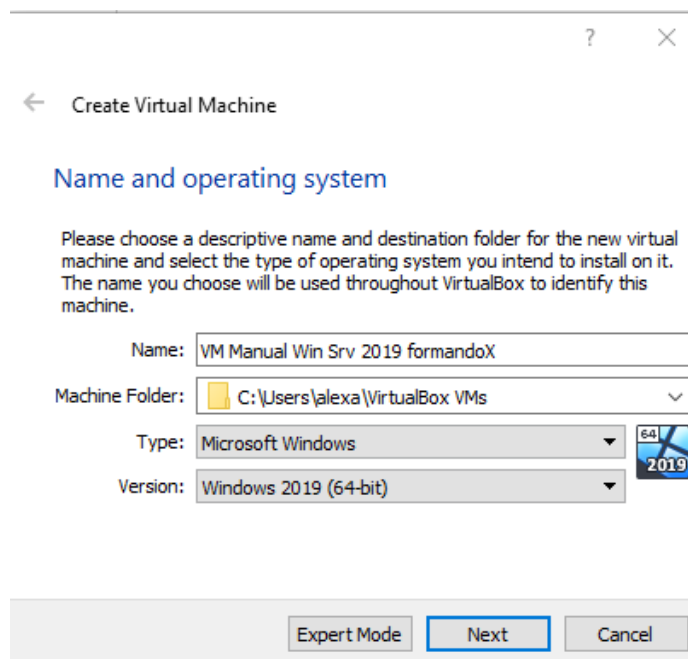 ?
Create Virtual Machine
Name and operating system
Please choose a descriptive name and destination folder for the new virtual
machine and select the type of operating system you intend to install on it.
The name you choose will be used throughout VirtualBox to identify this
machine.
Name: VM Manual Win Srv 2019 formandoX
Machine Folder: C:\Users\alexa\VirtualBox VMs
Type: Microsoft Windows
64
2019
Version: Windows 2019 (64-bit)
Expert Mode Next Cancel